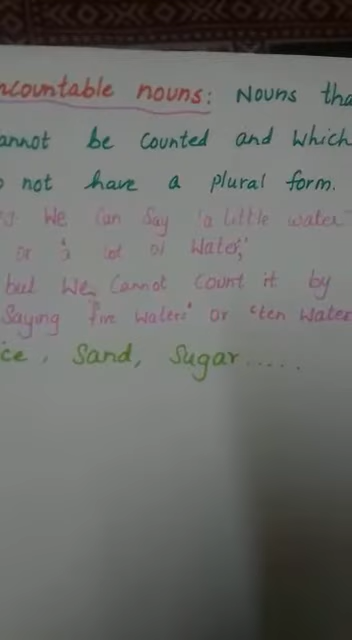 ncountable nouns: Nouns tha
annot be counted and which
o not have a plural form.
g: We can say 'a little water'
or 'a lot of water;'
but we cannot count it by
saying 'five waters' or 'ten water
ice, Sand, Sugar.....